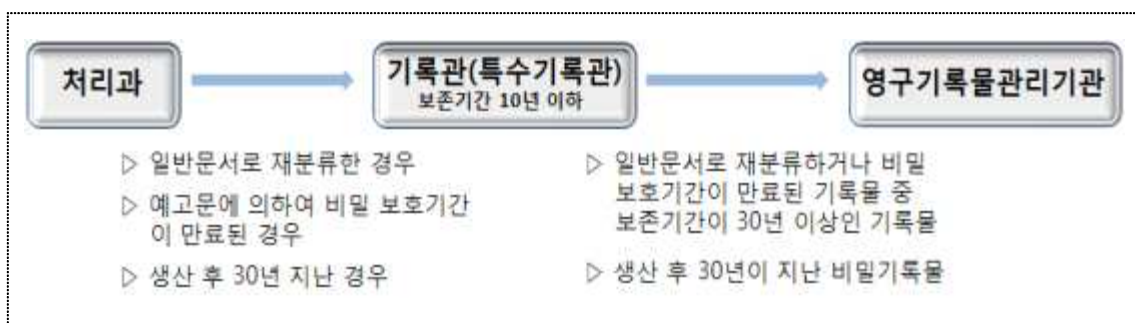 처리과
기록관(특수기록관)
보존기간 10년 이하
영구기록물관리기관
▷ 일반문서로 재분류한 경우
▷ 예고문에 의하여 비밀 보호기간
이 만료된 경우
▷ 생산 후 30년 지난 경우
▷ 일반문서로 재분류하거나 비밀
보호기간이 만료된 기록물 중
보존기간이 30년 이상인 기록물
▷ 생산 후 30년이 지난 비밀기록물